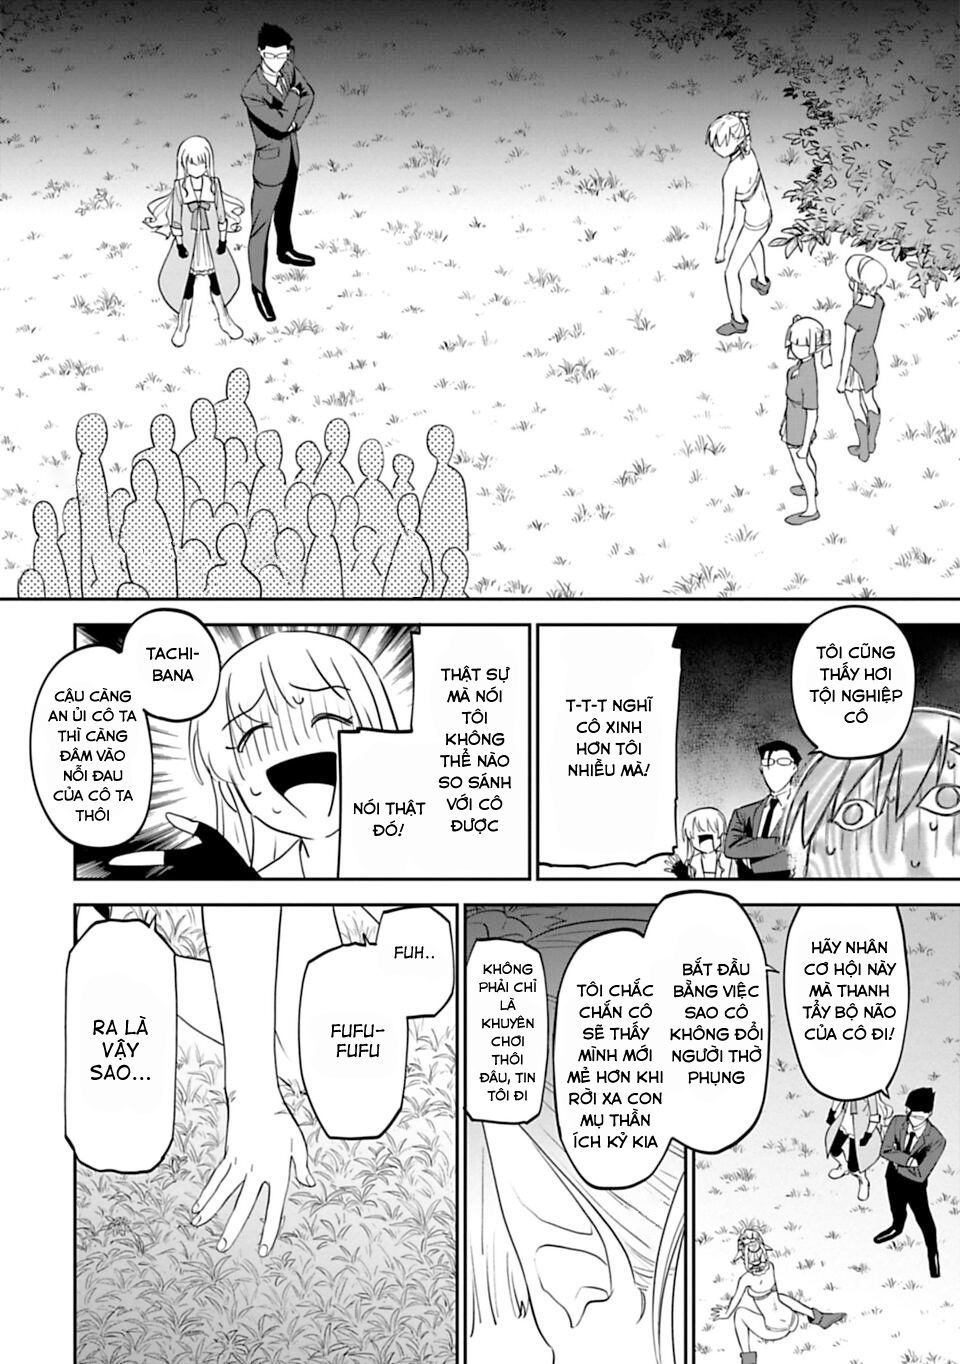 TÔI CŨNG
THẤY HƠI
TỘI NGHIỆP
CÔ
T-T-T NGHĨ
CÔ XINH
HƠN TÔI
NHIỀU MÀ!
THẬT SỰ
MÀ NÓI
TÔI
KHÔNG
THỂ NÀO
SO SÁNH
VỚI CÔ
ĐƯỢC
NÓI THẬT
ĐÓ!
TACHI-
BANA
CẬU CÀNG
AN ỦI CÔ TA
THÌ CÀNG
ĐÂM VÀO
NỖI ĐAU
CỦA CÔ TA
THÔI
HÃY NHÂN
CƠ HỘI NÀY
MÀ THANH
TẨY BỘ NÃO
CỦA CÔ ĐI!
BẮT ĐẦU
BẰNG VIỆC
SAO CÔ
KHÔNG ĐỔI
NGƯỜI THỜ
PHỤNG
TÔI CHẮC
CHẮN CÔ
SẼ THẤY
MÌNH MỚI
MẺ HƠN KHI
RỜI XA CON
MỤ THẦN
ÍCH KỶ KIA
KHÔNG
PHẢI CHỈ
LÀ
KHUYÊN
CHƠI
THÔI
ĐÂU, TIN
TÔI ĐI
FUH..
FUFU-
FUFU
RA LÀ
VẬY
SAO...